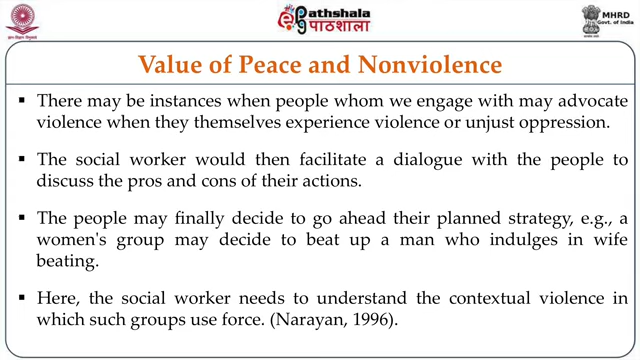 ePathshala
पाठशाला
MHRD
Govt. of India
Value of Peace and Nonviolence
▪ There may be instances when people whom we engage with may advocate
violence when they themselves experience violence or unjust oppression.
▪ The social worker would then facilitate a dialogue with the people to
discuss the pros and cons of their actions.
▪ The people may finally decide to go ahead their planned strategy, e.g., a
women's group may decide to beat up a man who indulges in wife
beating.
▪ Here, the social worker needs to understand the contextual violence in
which such groups use force. (Narayan, 1996).